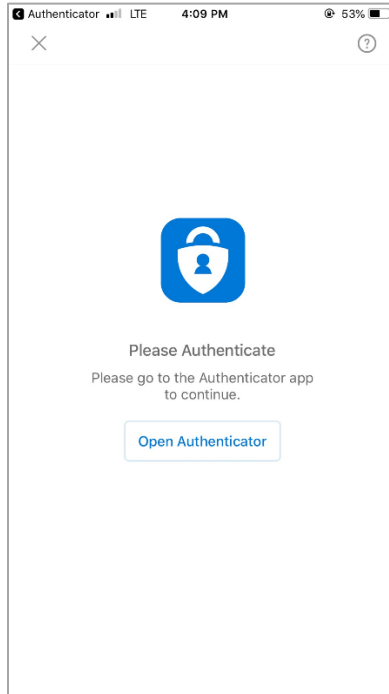 Authenticator LTE 4:09 PM 53%
?
Please Authenticate
Please go to the Authenticator app
to continue.
Open Authenticator